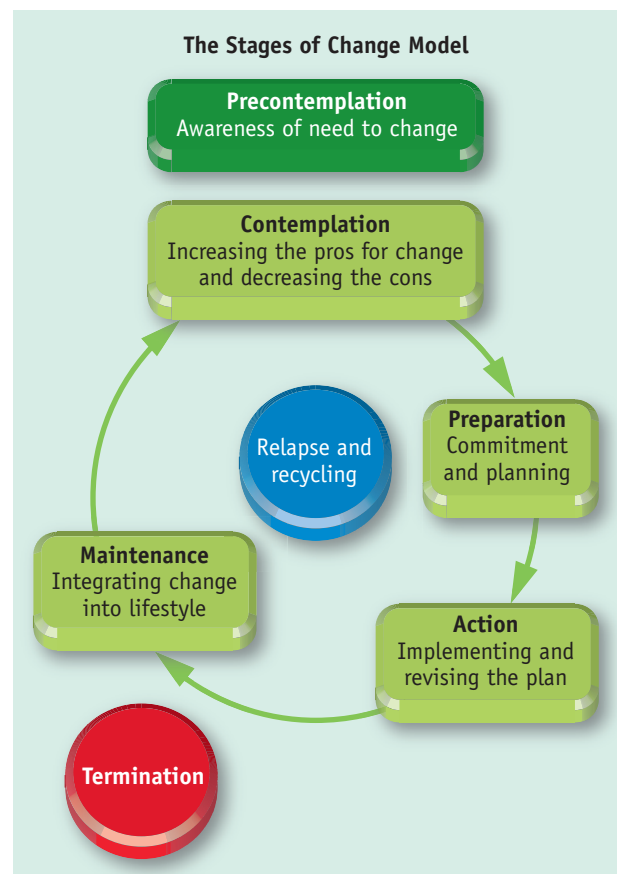 The Stages of Change Model
Precontemplation
Awareness of need to change
Contemplation
Increasing the pros for change
and decreasing the cons
Preparation
Commitment
and planning
Relapse and
recycling
Maintenance
Integrating change
into lifestyle
Action
Implementing and
revising the plan
Termination